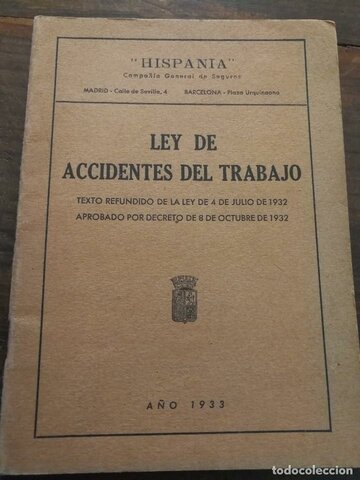 "HISPANIA"
Compañía General de Seguros
MADRID - Calle de Sevilla, 4 BARCELONA - Plaza Urquinaona
LEY DE
ACCIDENTES DEL TRABAJO
TEXTO REFUNDIDO DE LA LEY DE 4 DE JULIO DE 1932
APROBADO POR DECRETO DE 8 DE OCTUBRE DE 1932
AÑO 1933
todocoleccion